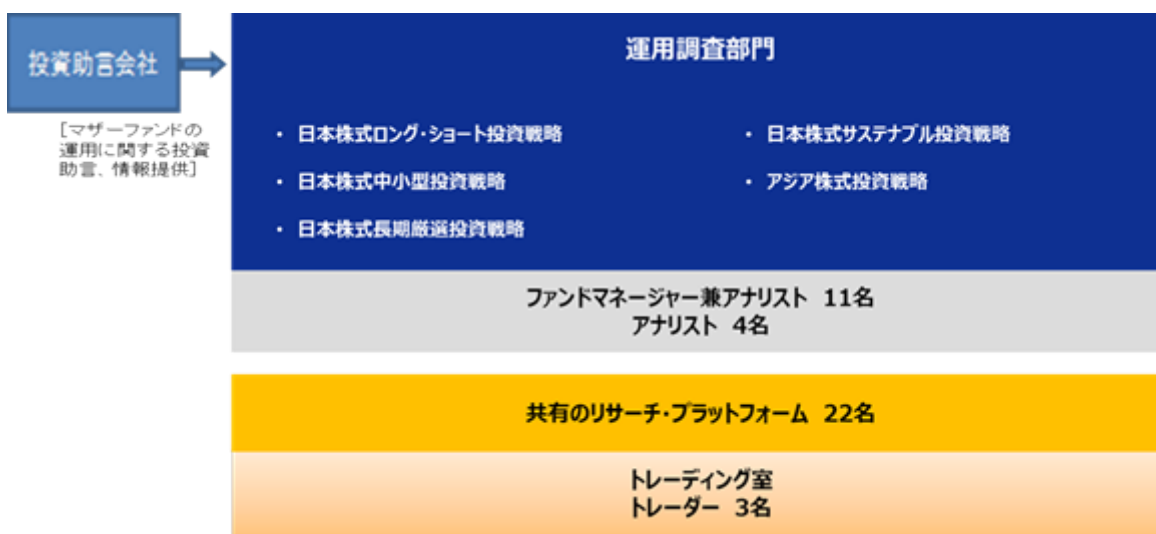 投資助言会社
[マザーファンドの
運用に関する投資
助言、情報提供]
運用調査部門
・ 日本株式ロング・ショート投資戦略
・ 日本株式サステナブル投資戦略
・ 日本株式中小型投資戦略
・ アジア株式投資戦略
・ 日本株式長期厳選投資戦略
ファンドマネージャー兼アナリスト 11名
アナリスト 4名
共有のリサーチ・プラットフォーム 22名
トレーディング室
トレーダー 3名